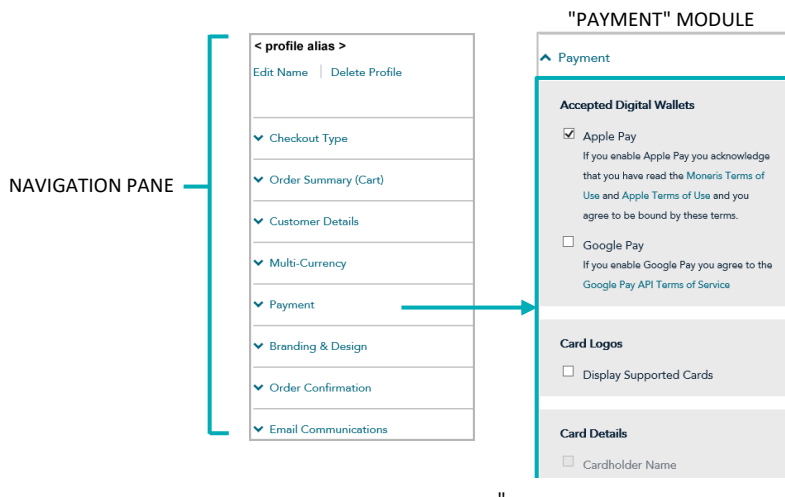 "PAYMENT" MODULE
NAVIGATION PANE
< profile alias >
Edit Name | Delete Profile
Checkout Type
Order Summary (Cart)
Customer Details
Multi-Currency
Payment
Branding & Design
Order Confirmation
Email Communications
Payment
Accepted Digital Wallets
Apple Pay
If you enable Apple Pay you acknowledge
that you have read the Moneris Terms of
Use and Apple Terms of Use and you
agree to be bound by these terms.
Google Pay
If you enable Google Pay you agree to the
Google Pay API Terms of Service
Card Logos
Display Supported Cards
Card Details
Cardholder Name
"